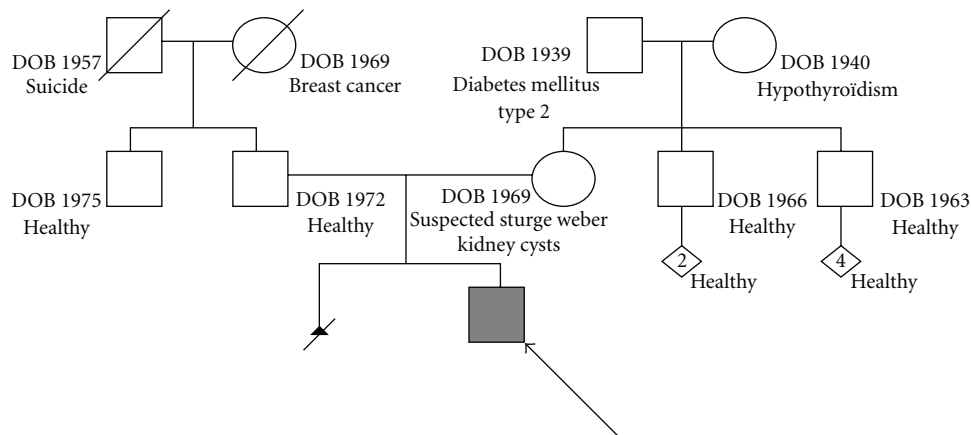 DOB 1957
Suicide
DOB 1969
Breast cancer
DOB 1939
Diabetes mellitus
type 2
DOB 1940
Hypothyroïdism
DOB 1975
Healthy
DOB 1972
Healthy
DOB 1969
Suspected sturge weber
kidney cysts
DOB 1966
Healthy
DOB 1963
Healthy
2
Healthy
4
Healthy